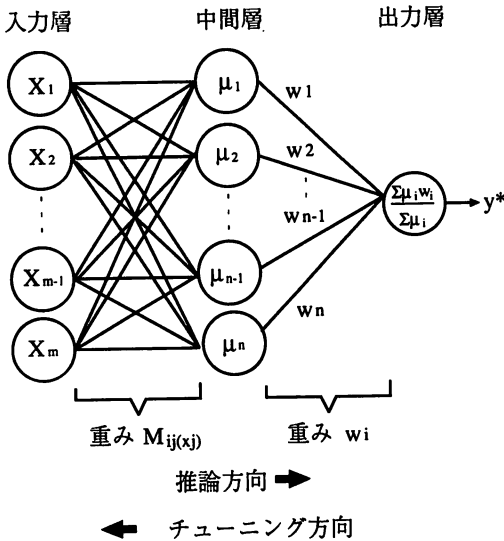 入力層 中間層 出力層
X1 μ1 w1
X2 μ2 w2
Σμiwi
Σμi
y*
Xm-1 μn-1 wn-1
Xm μn wn
重み Mij(xj) 重み wi
推論方向
チューニング方向